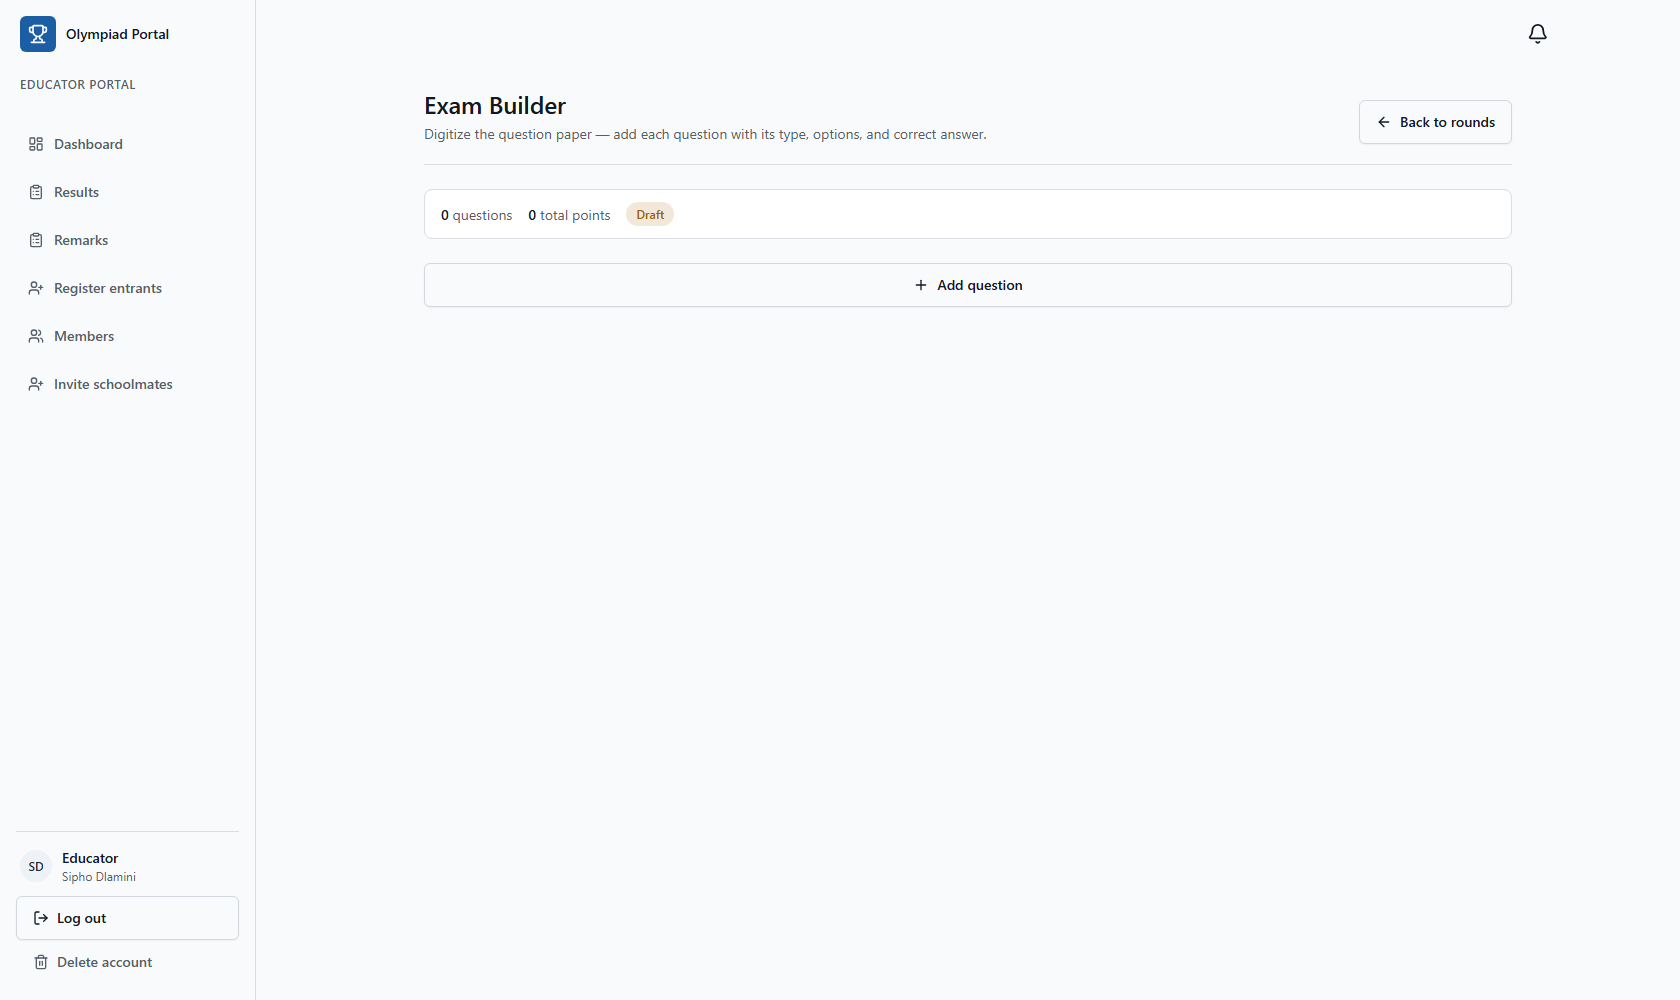 Olympiad Portal
EDUCATOR PORTAL
Dashboard
Results
Remarks
Register entrants
Members
Invite schoolmates
SD
Educator
Sipho Dlamini
Log out
Delete account
Exam Builder
Digitize the question paper — add each question with its type, options, and correct answer.
Back to rounds
0 questions 0 total points Draft
Add question